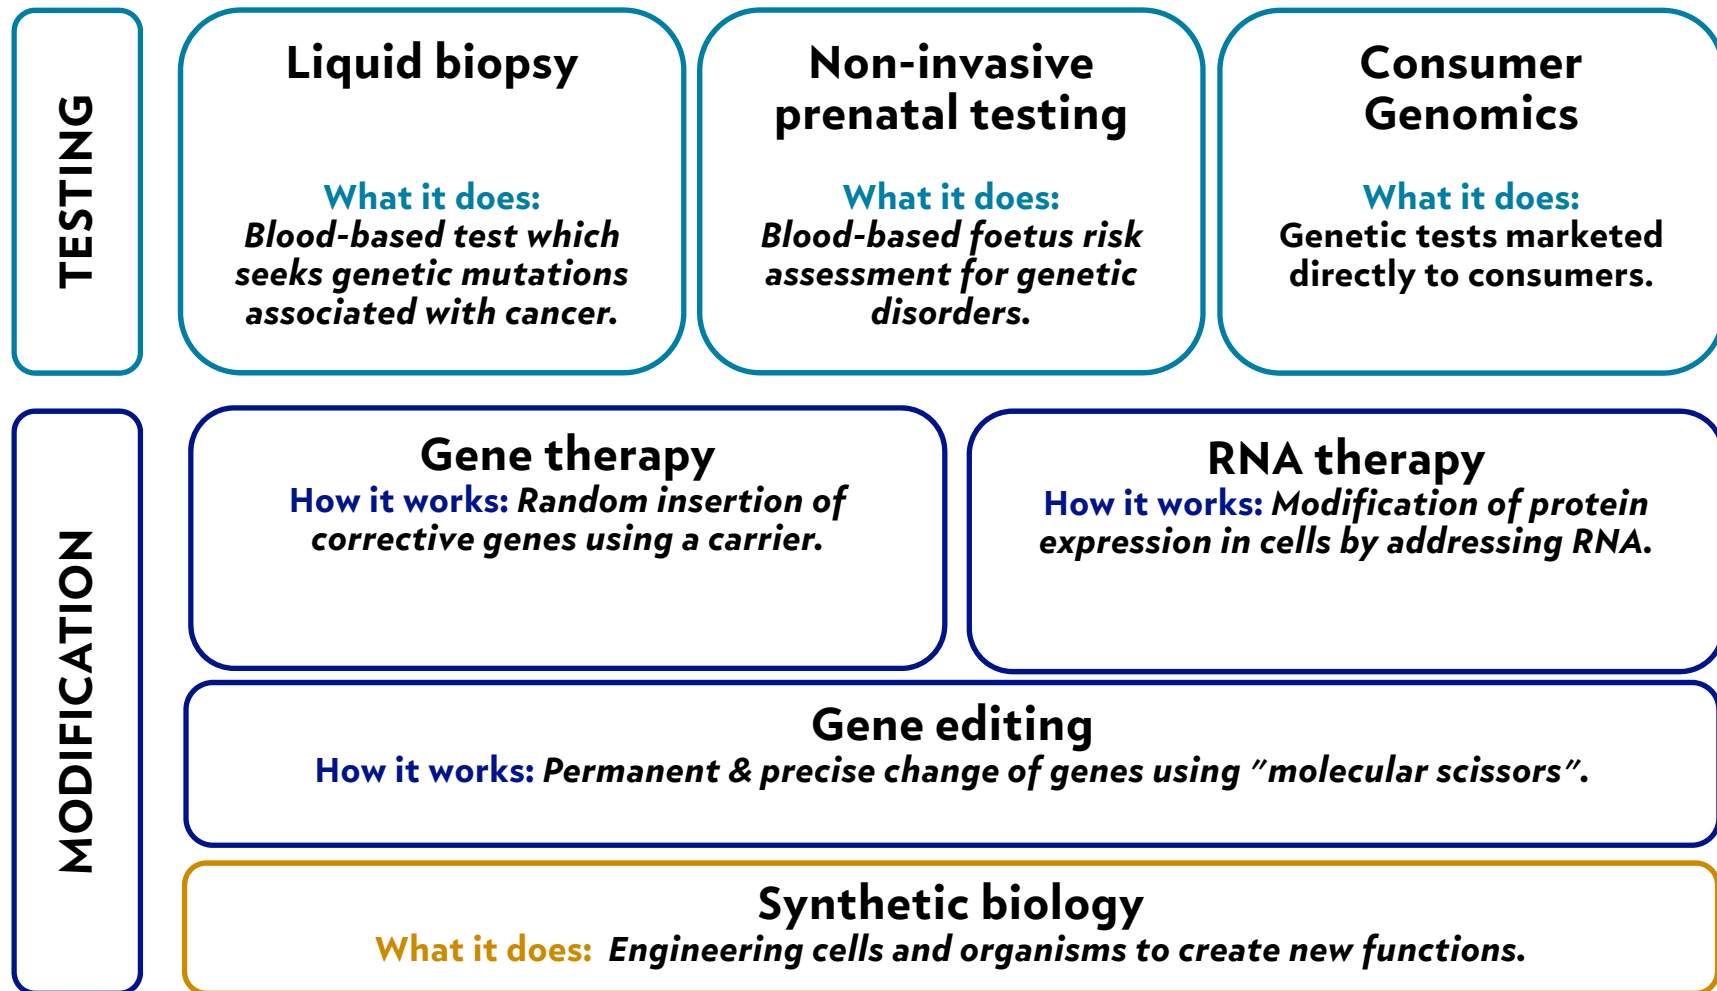 TESTING
Liquid biopsy
What it does:
Blood-based test which
seeks genetic mutations
associated with cancer.
Non-invasive
prenatal testing
What it does:
Blood-based foetus risk
assessment for genetic
disorders.
Consumer
Genomics
What it does:
Genetic tests marketed
directly to consumers.
MODIFICATION
Gene therapy
How it works: Random insertion of
corrective genes using a carrier.
RNA therapy
How it works: Modification of protein
expression in cells by addressing RNA.
Gene editing
How it works: Permanent & precise change of genes using "molecular scissors".
Synthetic biology
What it does: Engineering cells and organisms to create new functions.